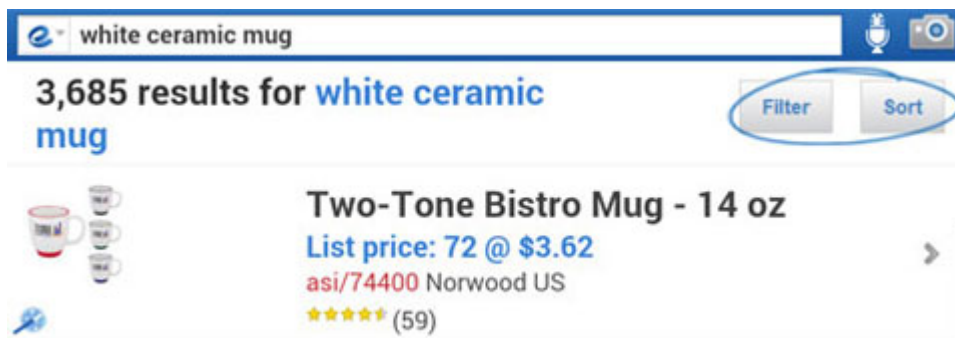 white ceramic mug
3,685 results for white ceramic
mug
Filter
Sort
Two-Tone Bistro Mug - 14 oz
List price: 72 @ $3.62
asi/74400 Norwood US
(59)